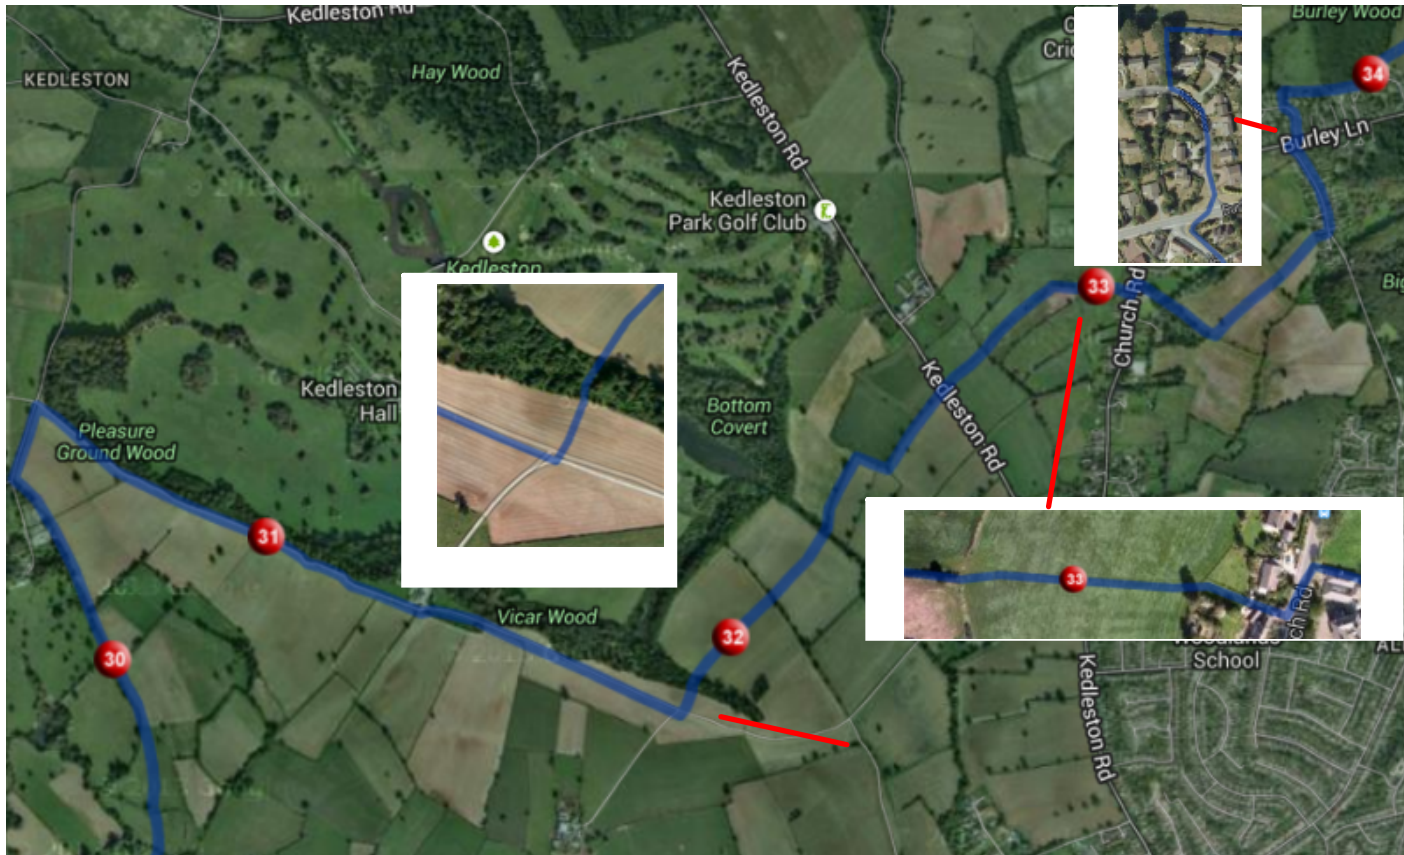 Kedleston Rd
Burley Wood
KEDLESTON
Hay Wood
34
Kedleston Rd
Burley Ln
Kedleston
Park Golf Club
Kedleston
33
Church Rd
Kedleston
Hall
Pleasure
Ground Wood
Bottom
Covert
Kedleston Rd
31
33
ch Rd
Vicar Wood
32
30
School
Kedleston Rd